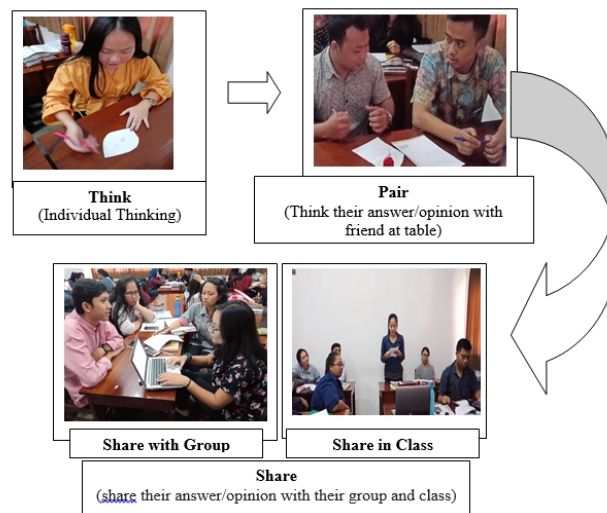 Think
(Individual Thinking)
Pair
(Think their answer/opinion with
friend at table)
Share with Group
Share in Class
Share
(share their answer/opinion with their group and class)